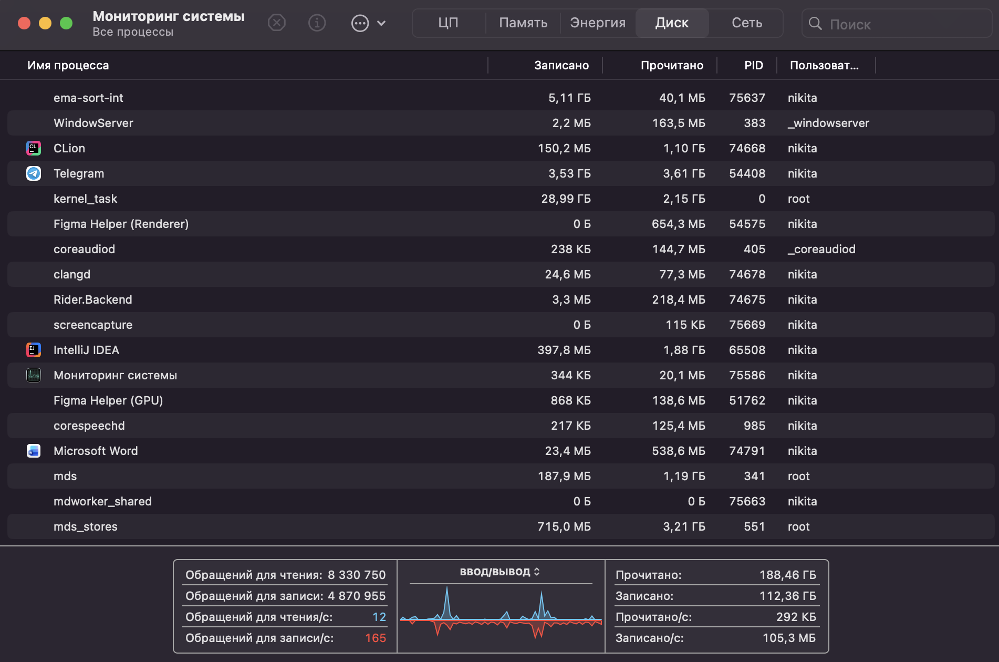 Мониторинг системы
Все процессы
ЦП Память Энергия Диск Сеть Поиск
Имя процесса Записано Прочитано PID Пользоват...
ema-sort-int 5,11 ГБ 40,1 МБ 75637 nikita
WindowServer 2,2 МБ 163,5 МБ 383 _windowserver
CLion 150,2 МБ 1,10 ГБ 74668 nikita
Telegram 3,53 ГБ 3,61 ГБ 54408 nikita
kernel_task 28,99 ГБ 2,15 ГБ 0 root
Figma Helper (Renderer) 0 Б 654,3 МБ 54575 nikita
coreaudiod 238 КБ 144,7 МБ 405 _coreaudiod
clangd 24,6 МБ 77,3 МБ 74678 nikita
Rider.Backend 3,3 МБ 218,4 МБ 74675 nikita
screencapture 0 Б 115 КБ 75669 nikita
IntelliJ IDEA 397,8 МБ 1,88 ГБ 65508 nikita
Мониторинг системы 344 КБ 20,1 МБ 75586 nikita
Figma Helper (GPU) 868 КБ 138,6 МБ 51762 nikita
corespeechd 217 КБ 125,4 МБ 985 nikita
Microsoft Word 23,4 МБ 538,6 МБ 74791 nikita
mds 187,9 МБ 1,19 ГБ 341 root
mdworker_shared 0 Б 0 Б 75663 nikita
mds_stores 715,0 МБ 3,21 ГБ 551 root
Обращений для чтения: 8 330 750
Обращений для записи: 4 870 955
Обращений для чтения/с: 12
Обращений для записи/с: 165
ВВОД/ВЫВОД
Прочитано: 188,46 ГБ
Записано: 112,36 ГБ
Прочитано/с: 292 КБ
Записано/с: 105,3 МБ